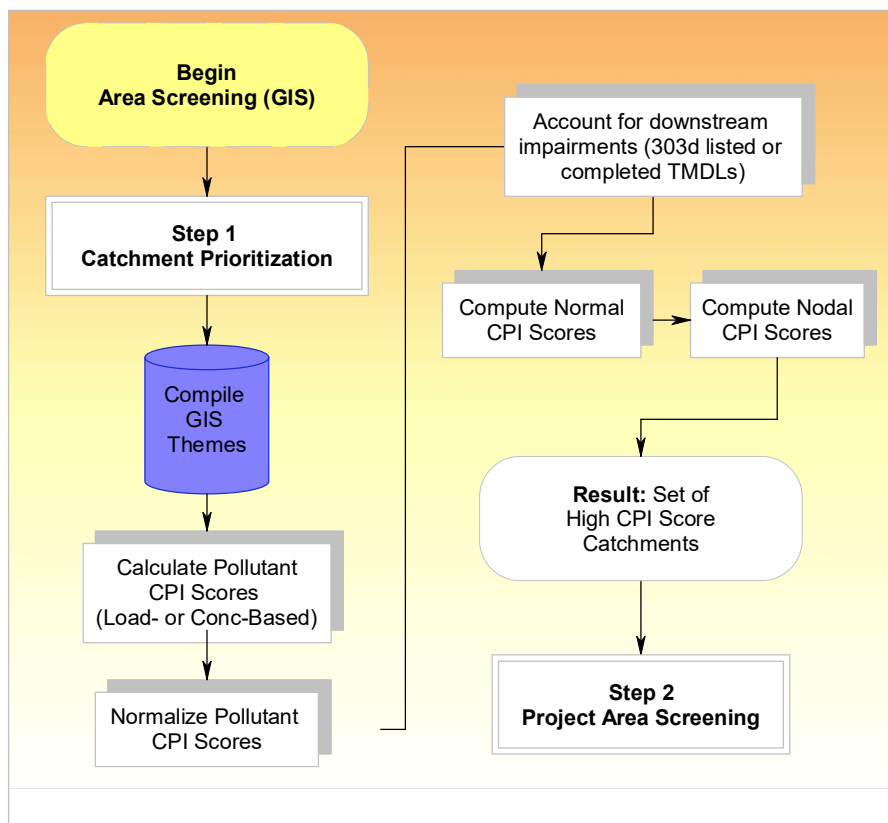 Begin
Area Screening (GIS)
Step 1
Catchment Prioritization
Compile
GIS
Themes
Calculate Pollutant
CPI Scores
(Load- or Conc-Based)
Normalize Pollutant
CPI Scores
Account for downstream
impairments (303d listed or
completed TMDLs)
Compute Normal
CPI Scores
Compute Nodal
CPI Scores
Result: Set of
High CPI Score
Catchments
Step 2
Project Area Screening